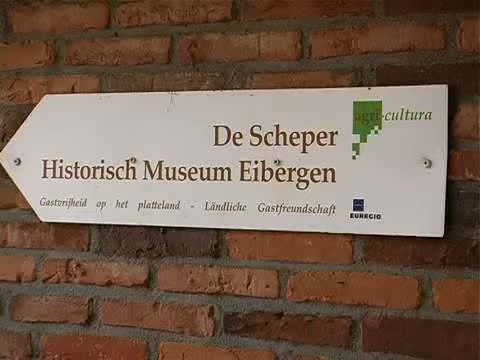 agri-cultura
De Scheper
Historisch Museum Eibergen
Gastvrijheid op het platteland - Ländliche Gastfreundschaft
EUREGIO